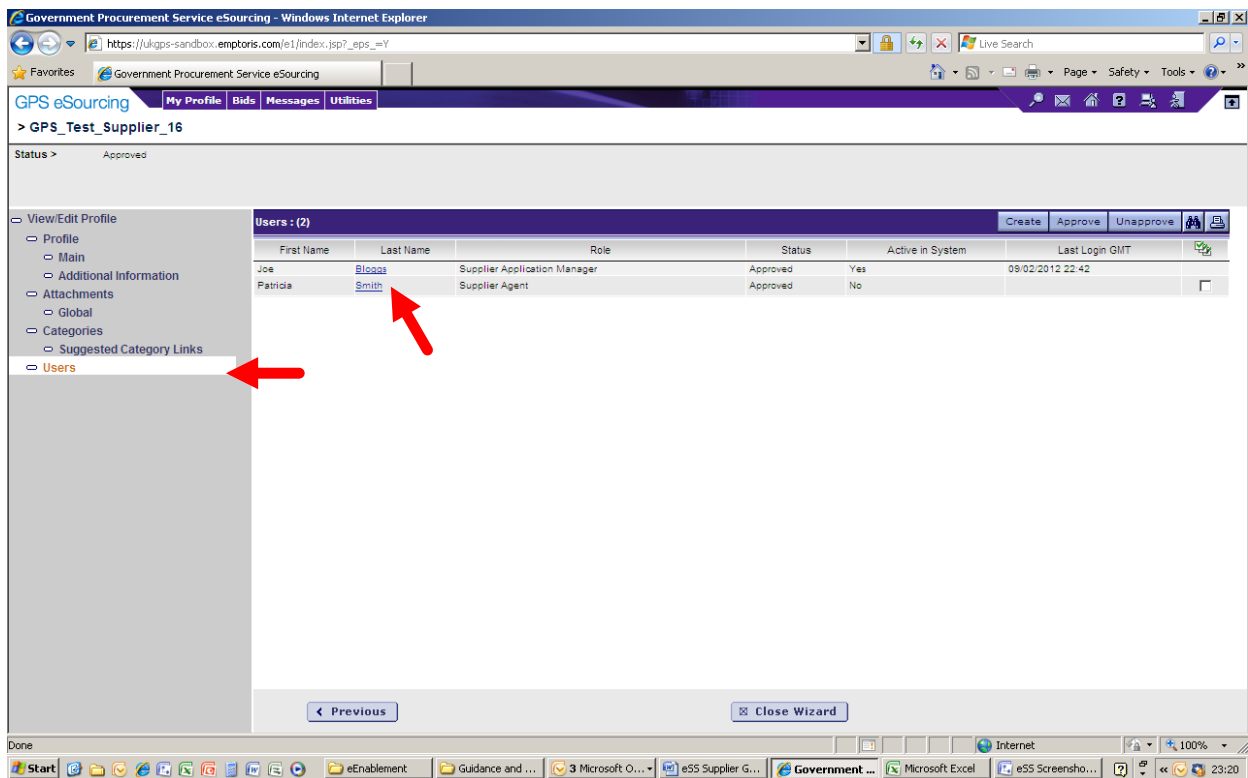 Government Procurement Service eSourcing - Windows Internet Explorer
https://ukgps-sandbox.emptoris.com/e1/index.jsp?_eps_=Y
Live Search
Favorites
Government Procurement Service eSourcing
Page
Safety
Tools
GPS eSourcing
My Profile
Bids
Messages
Utilities
> GPS_Test_Supplier_16
Status >
Approved
View/Edit Profile
Profile
Main
Additional Information
Attachments
Global
Categories
Suggested Category Links
Users
Users : (2)
Create
Approve
Unapprove
First Name Last Name Role Status Active in System Last Login GMT
Joe Bloggs Supplier Application Manager Approved Yes 09/02/2012 22:42
Patricia Smith Supplier Agent Approved No
Previous
Close Wizard
Done
Internet
100%
Start
eEnablement
Guidance and ...
3 Microsoft O...
eSS Supplier G...
Government ...
Microsoft Excel
eSS Screensho...
23:20